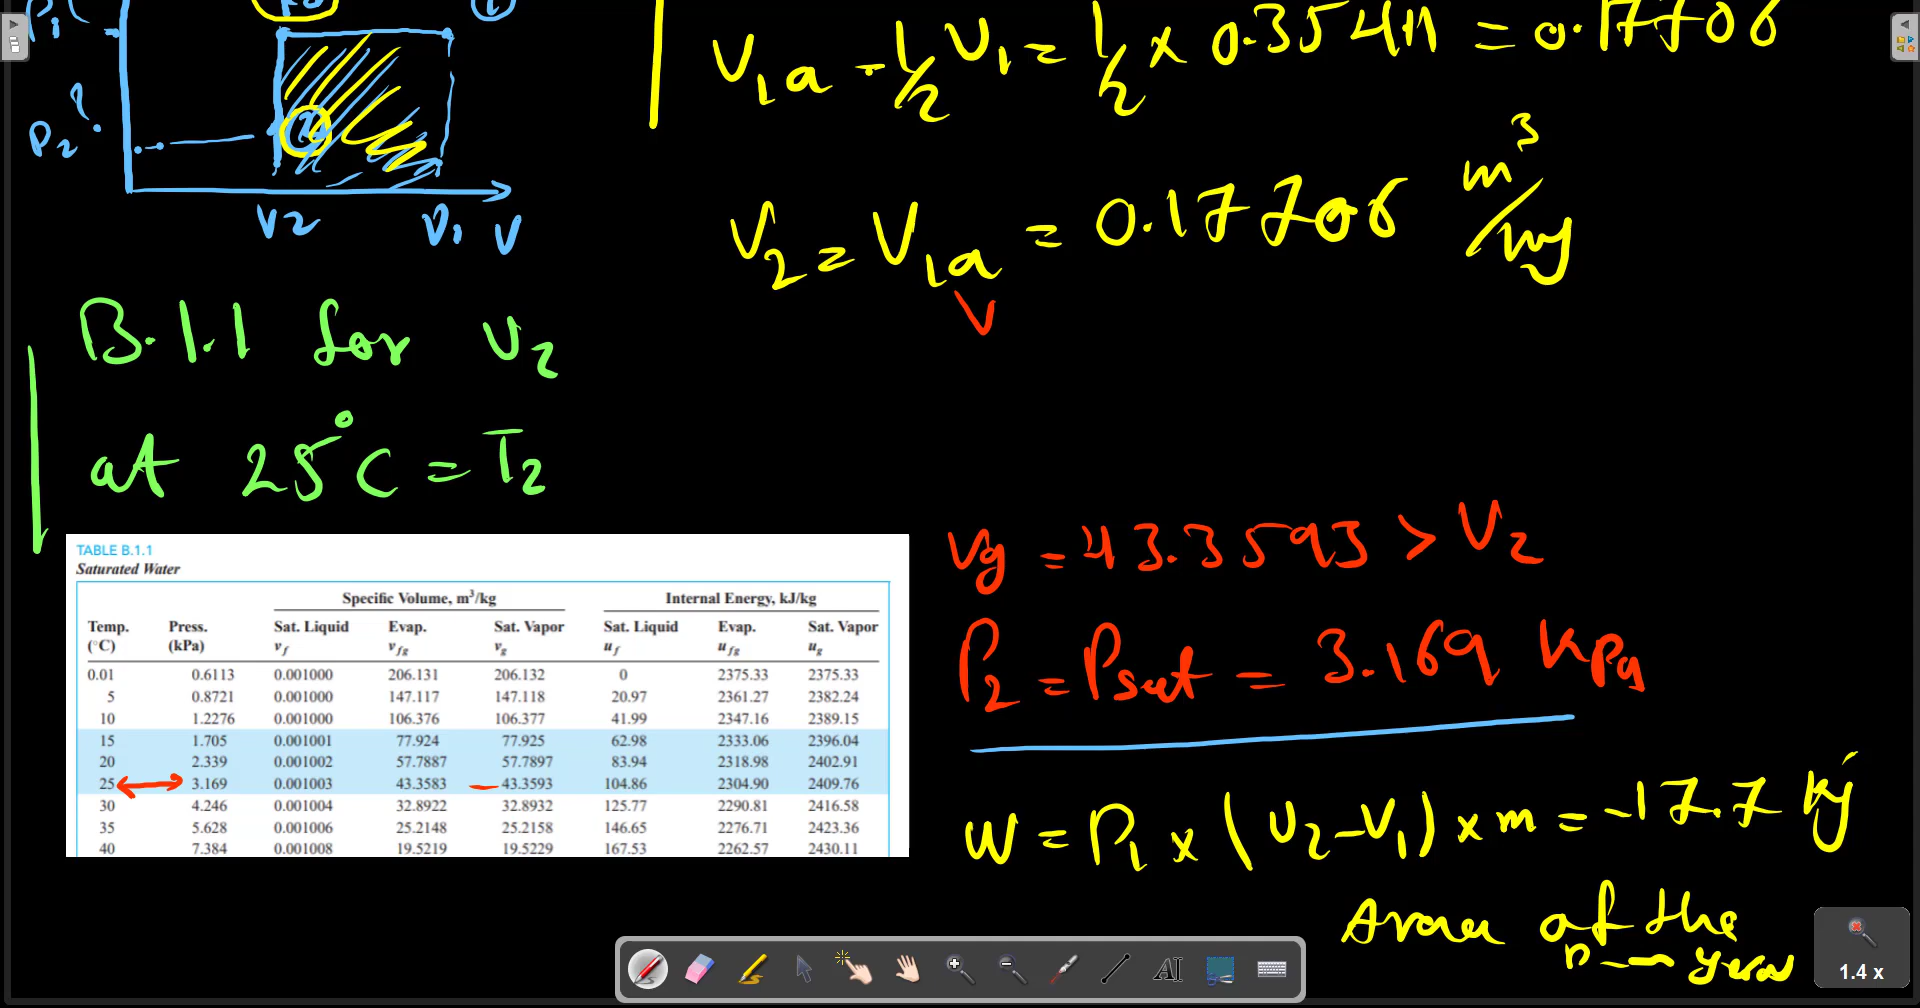 P₁
V₁a = ½ V₁ = ½ × 0.35411 = 0.17706
P₂ ?
V₂ = V₁a = 0.17706 m³/kg
V₂ V₁ V
V
B.1.1 for V₂
at 25°C = T₂
TABLE B.1.1
Saturated Water
Specific Volume, m³/kg Internal Energy, kJ/kg
Temp. Press. Sat. Liquid Evap. Sat. Vapor Sat. Liquid Evap. Sat. Vapor
(°C) (kPa) vf vfg vg uf ufg ug
0.01 0.6113 0.001000 206.131 206.132 0 2375.33 2375.33
5 0.8721 0.001000 147.117 147.118 20.97 2361.27 2382.24
10 1.2276 0.001000 106.376 106.377 41.99 2347.16 2389.15
15 1.705 0.001001 77.924 77.925 62.98 2333.06 2396.04
20 2.339 0.001002 57.7887 57.7897 83.94 2318.98 2402.91
25 3.169 0.001003 43.3583 43.3593 104.86 2304.90 2409.76
30 4.246 0.001004 32.8922 32.8932 125.77 2290.81 2416.58
35 5.628 0.001006 25.2148 25.2158 146.65 2276.71 2423.36
40 7.384 0.001008 19.5219 19.5229 167.53 2262.57 2430.11
Vg = 43.3593 > V₂
P₂ = Psat = 3.169 kPa
W = P₁ × (V₂ - V₁) × m = -17.7 kJ
Area of the
AI
1.4 x